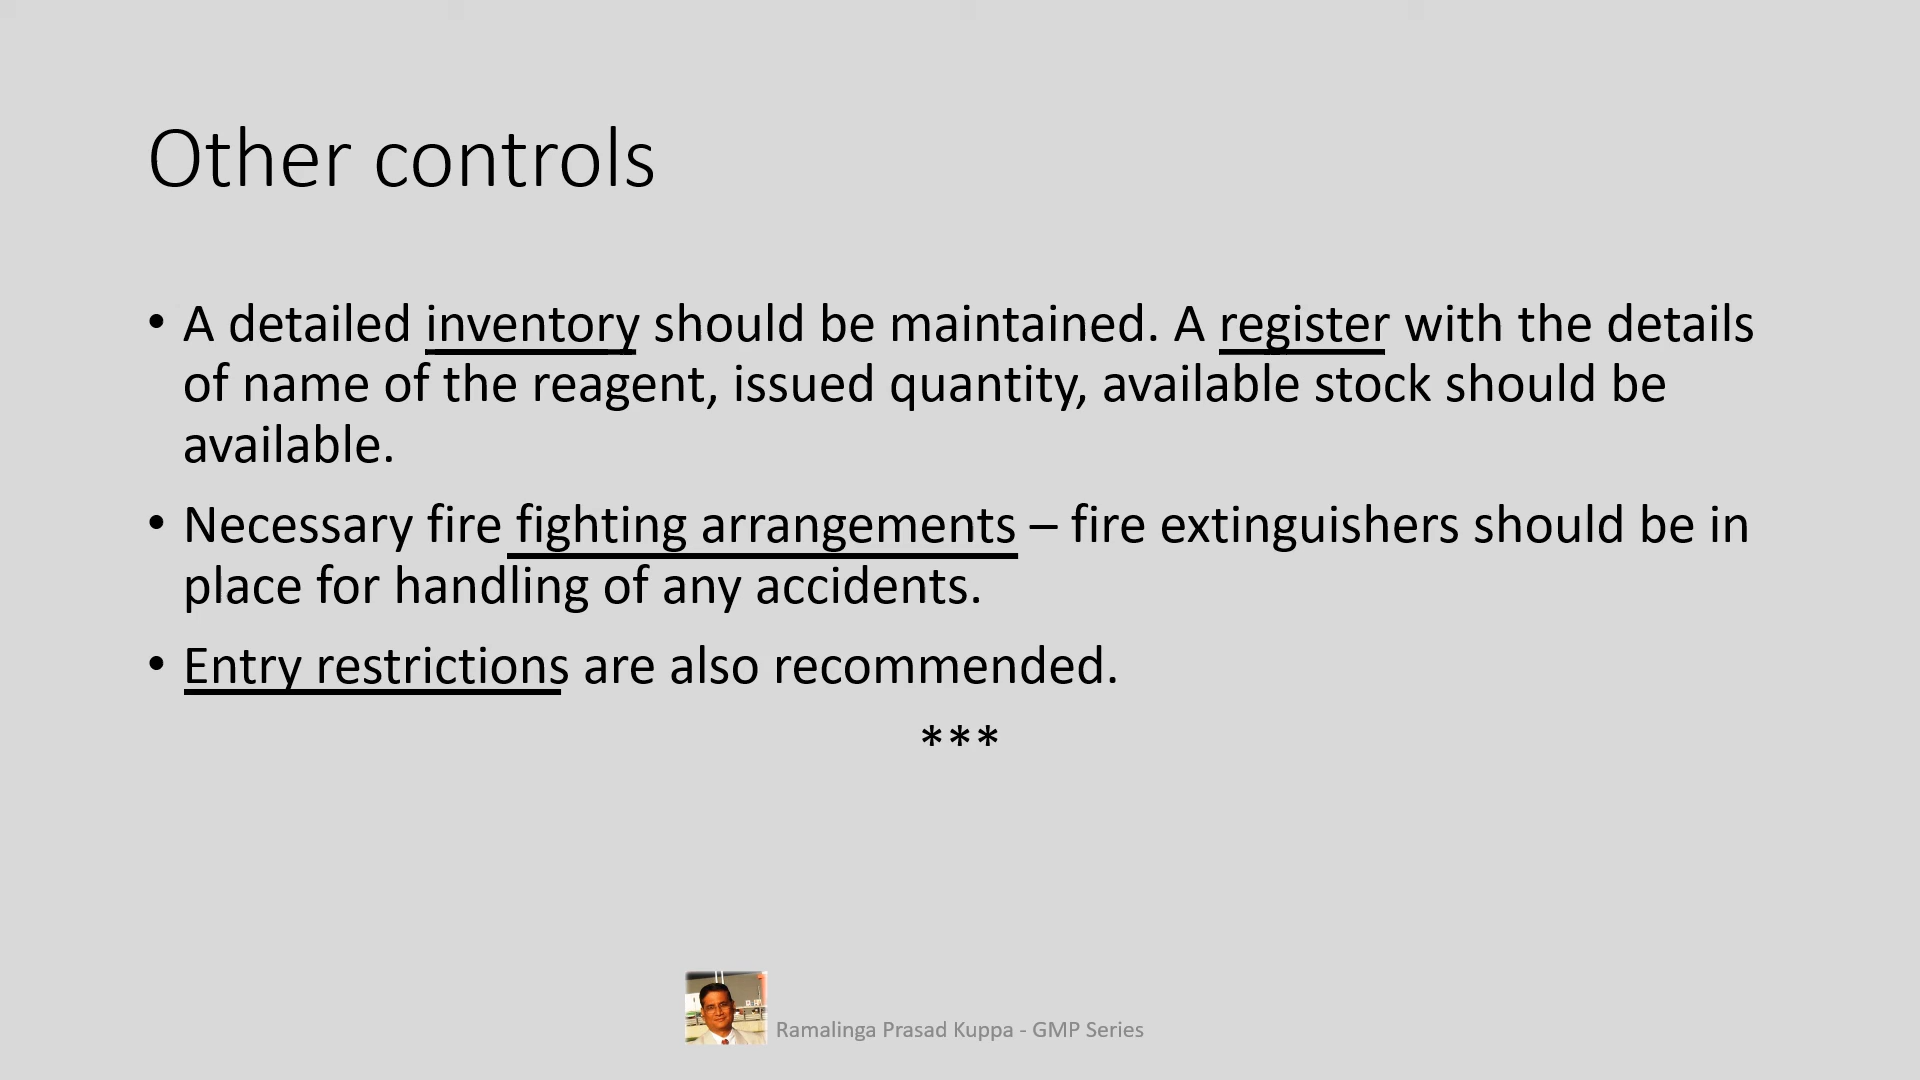 Other controls
• A detailed inventory should be maintained. A register with the details
of name of the reagent, issued quantity, available stock should be
available.
• Necessary fire fighting arrangements – fire extinguishers should be in
place for handling of any accidents.
• Entry restrictions are also recommended.
***
Ramalinga Prasad Kuppa - GMP Series